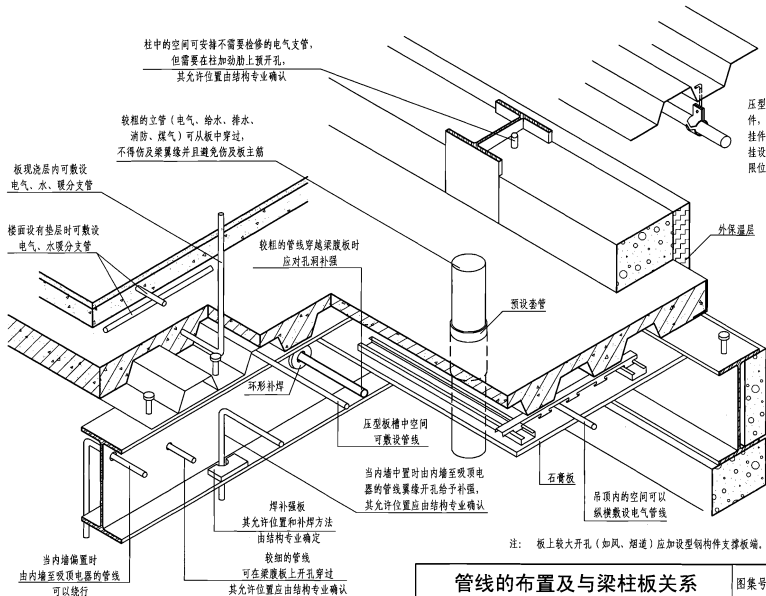 柱中的空间可安排不需要检修的电气支管，
但需要在柱加劲肋上预开孔，
其允许位置由结构专业确认
较粗的立管（电气、给水、排水、
消防、煤气）可从板中穿过，
不得伤及梁翼缘并且避免伤及板主筋
板现浇层内可敷设
电气、水、暖分支管
楼面设有垫层时可敷设
电气、水暖分支管
较粗的管线穿越梁腹板时
应对孔洞补强
压型
件，
挂件
挂设
限位
外保温层
预设套管
环形补焊
压型板槽中空间
可敷设管线
当内墙中置时由内墙至吸顶电
器的管线翼缘开孔给予补强，
其允许位置应由结构专业确认
石膏板
吊顶内的空间可以
纵横敷设电气管线
焊补强板
其允许位置和补焊方法
由结构专业确定
较细的管线
可在梁腹板上开孔穿过
其允许位置应由结构专业确认
当内墙偏置时
由内墙至吸顶电器的管线
可以绕行
注： 板上较大开孔（如风、烟道）应加设型钢构件支撑板端。
管线的布置及与梁柱板关系
图集号